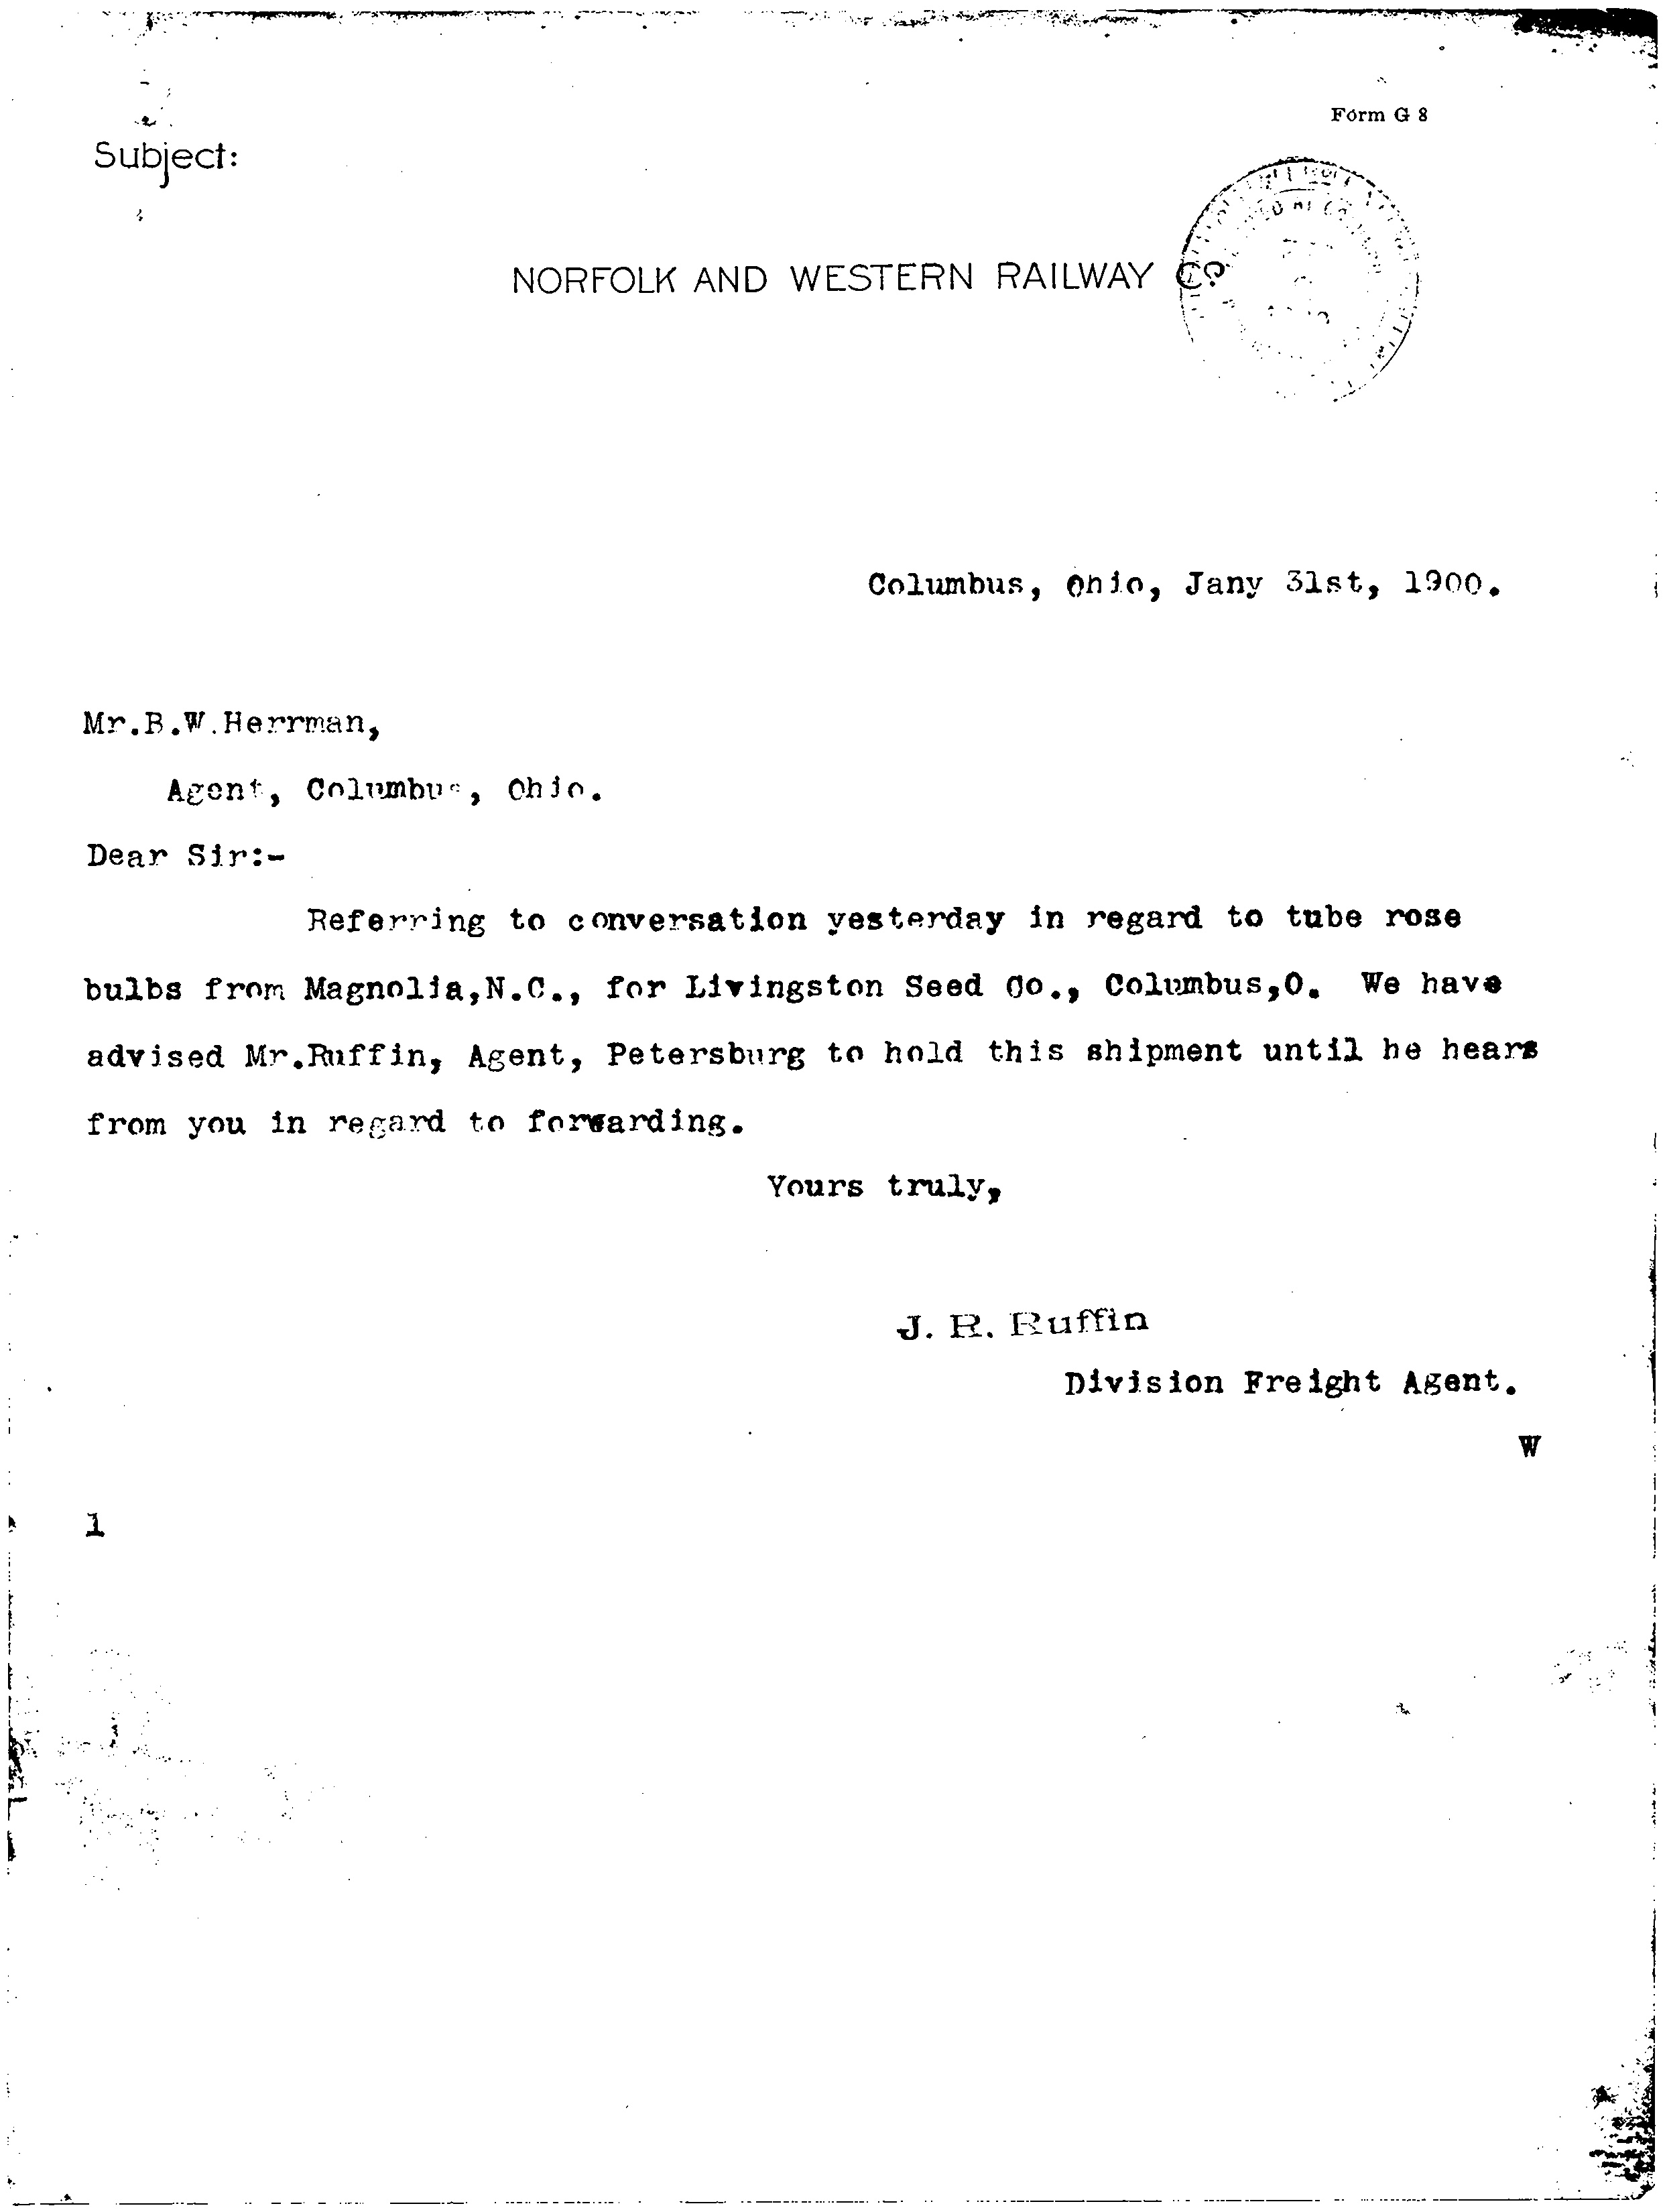 Form G 8
Subject:
NORFOLK AND WESTERN RAILWAY Co.
Columbus, Ohio, Jany 31st, 1900.
Mr.B.W.Herrman,
Agent, Columbus, Ohio.
Dear Sir:-
Referring to conversation yesterday in regard to tube rose
bulbs from Magnolia,N.C., for Livingston Seed Co., Columbus,O. We have
advised Mr.Ruffin, Agent, Petersburg to hold this shipment until he hears
from you in regard to forwarding.
Yours truly,
J. R. Ruffin
Division Freight Agent.
W
1